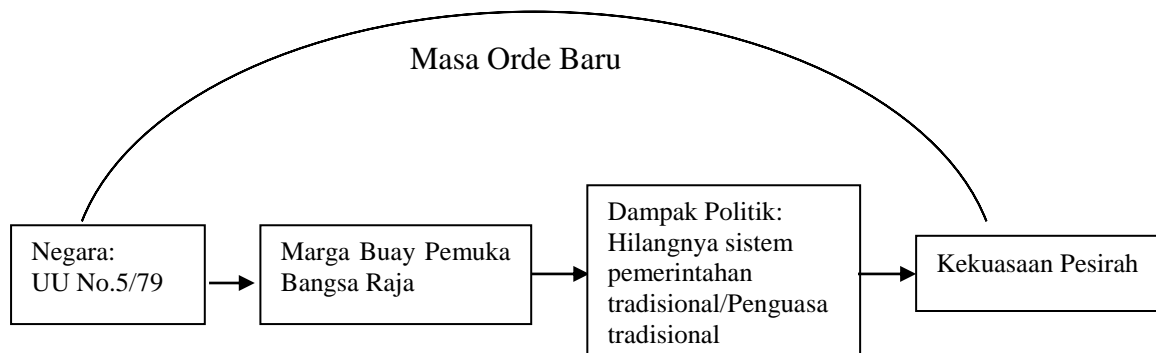 Masa Orde Baru
Negara:
UU No.5/79
Marga Buay Pemuka
Bangsa Raja
Dampak Politik:
Hilangnya sistem
pemerintahan
tradisional/Penguasa
tradisional
Kekuasaan Pesirah